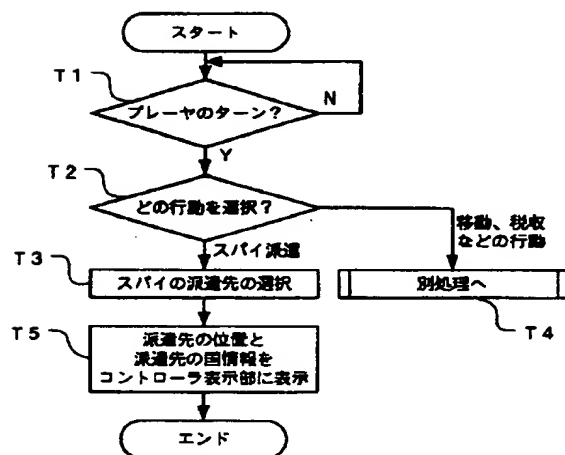 スタート
T1
プレーヤのターン?
N
Y
T2
どの行動を選択?
移動、税収
などの行動
スパイ派遣
T3
スパイの派遣先の選択
別処理へ
T4
T5
派遣先の位置と
派遣先の国情報を
コントローラ表示部に表示
エンド